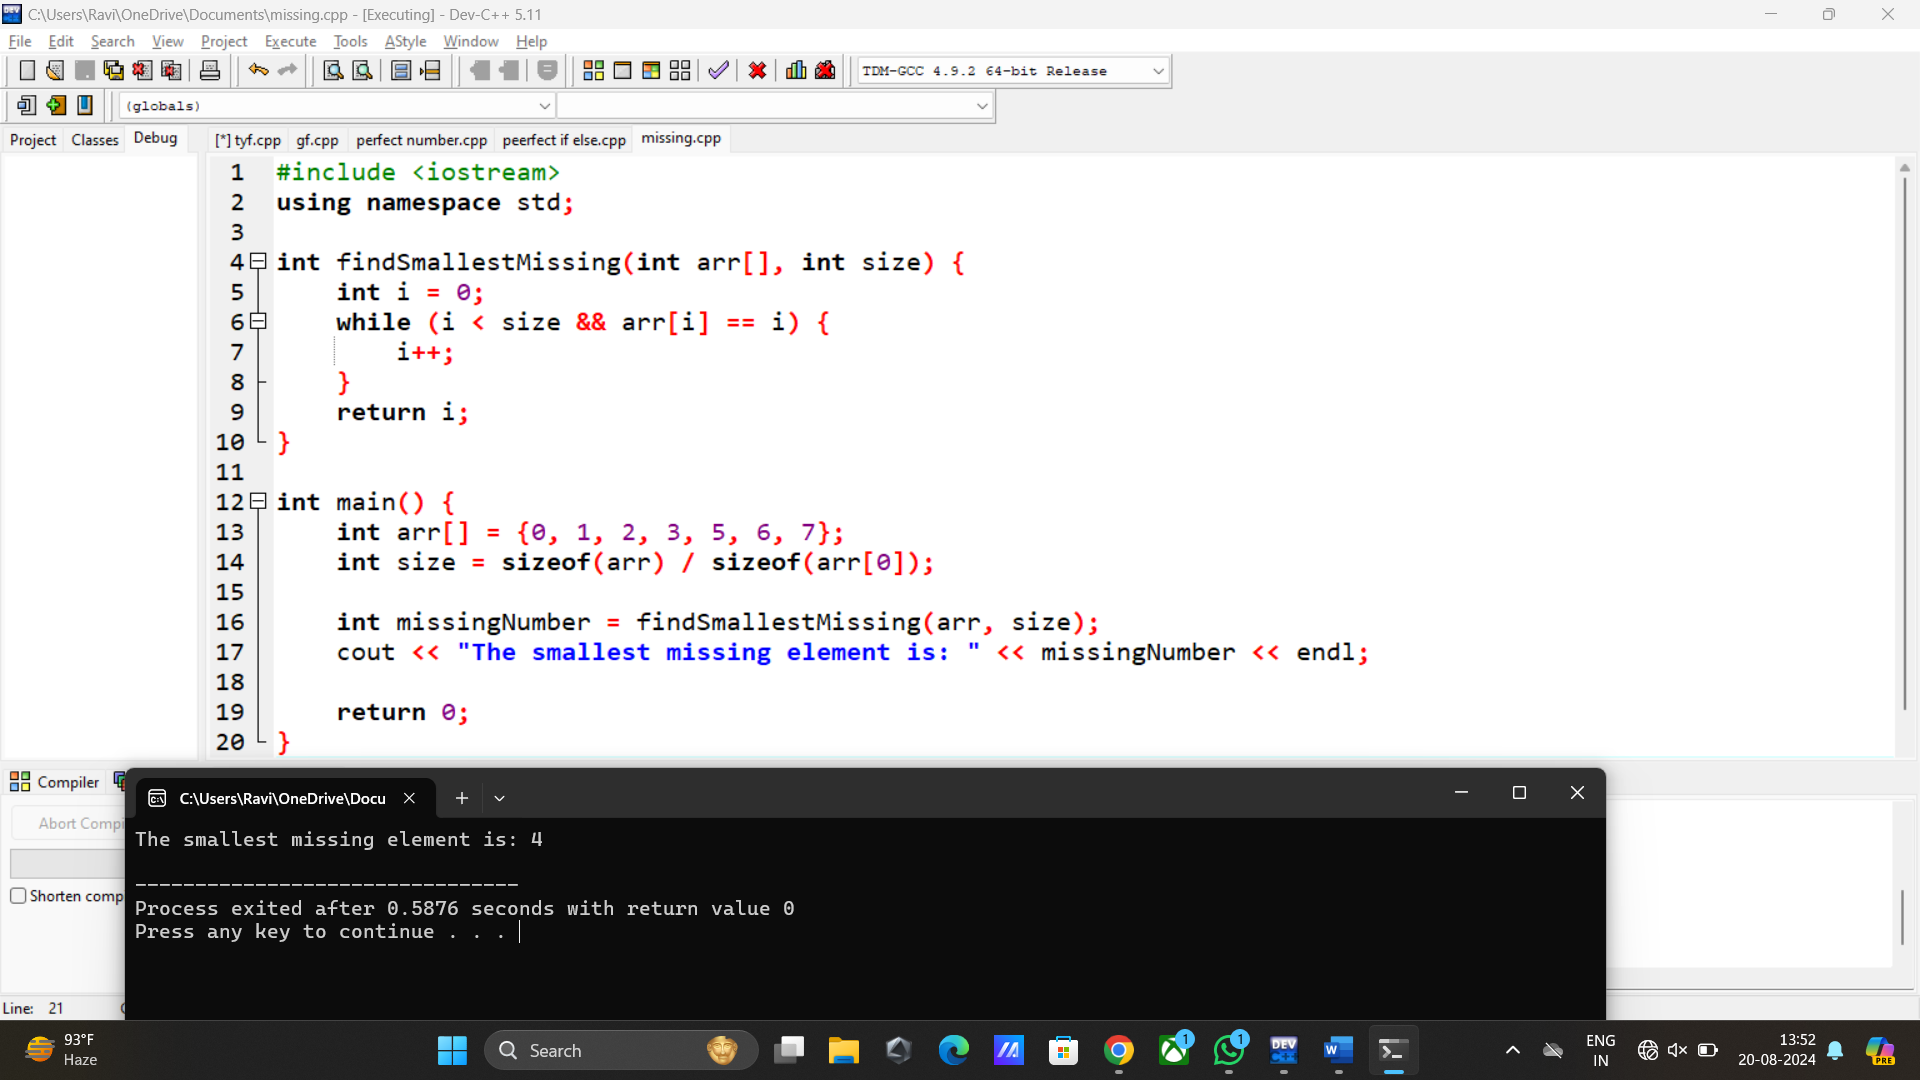 C:\Users\Ravi\OneDrive\Documents\missing.cpp - [Executing] - Dev-C++ 5.11
File Edit Search View Project Execute Tools AStyle Window Help
TDM-GCC 4.9.2 64-bit Release
(globals)
Project Classes Debug [*] tyf.cpp gf.cpp perfect number.cpp peerfect if else.cpp missing.cpp
1 #include <iostream>
2 using namespace std;
3
4 int findSmallestMissing(int arr[], int size) {
5 int i = 0;
6 while (i < size && arr[i] == i) {
7 i++;
8 }
9 return i;
10 }
11
12 int main() {
13 int arr[] = {0, 1, 2, 3, 5, 6, 7};
14 int size = sizeof(arr) / sizeof(arr[0]);
15
16 int missingNumber = findSmallestMissing(arr, size);
17 cout << "The smallest missing element is: " << missingNumber << endl;
18
19 return 0;
20 }
Compiler
C:\Users\Ravi\OneDrive\Docu
Abort Compi
The smallest missing element is: 4
--------------------------------
Shorten comp
Process exited after 0.5876 seconds with return value 0
Press any key to continue . . .
Line: 21
93°F
Haze
Search
DEV C++
W
1
1
PRE
ENG
IN
13:52
20-08-2024